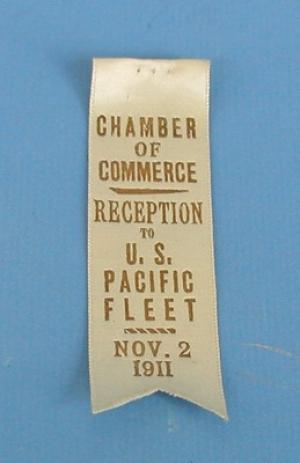 CHAMBER
OF
COMMERCE
RECEPTION
TO
U. S.
PACIFIC
FLEET
NOV. 2
1911